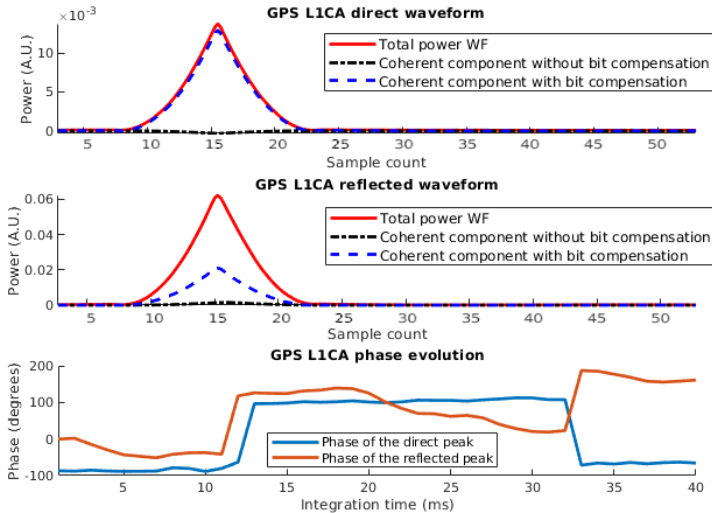 GPS L1CA direct waveform
×10⁻³
10
5
0
Power (A.U.)
Total power WF
Coherent component without bit compensation
Coherent component with bit compensation
5 10 15 20 25 30 35 40 45 50
Sample count
GPS L1CA reflected waveform
0.06
0.04
0.02
0
Power (A.U.)
Total power WF
Coherent component without bit compensation
Coherent component with bit compensation
5 10 15 20 25 30 35 40 45 50
Sample count
GPS L1CA phase evolution
200
100
0
-100
Phase (degrees)
Phase of the direct peak
Phase of the reflected peak
5 10 15 20 25 30 35 40
Integration time (ms)